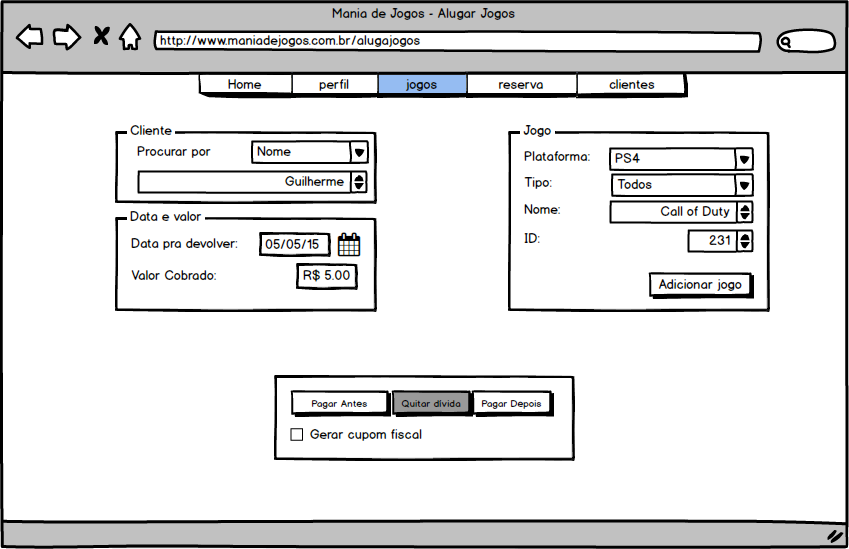 Mania de Jogos - Alugar Jogos
http://www.maniadejogos.com.br/alugajogos
Home perfil jogos reserva clientes
Cliente
Procurar por Nome
Guilherme
Data e valor
Data pra devolver: 05/05/15
Valor Cobrado: R$ 5.00
Jogo
Plataforma: PS4
Tipo: Todos
Nome: Call of Duty
ID: 231
Adicionar jogo
Pagar Antes Quitar dívida Pagar Depois
Gerar cupom fiscal